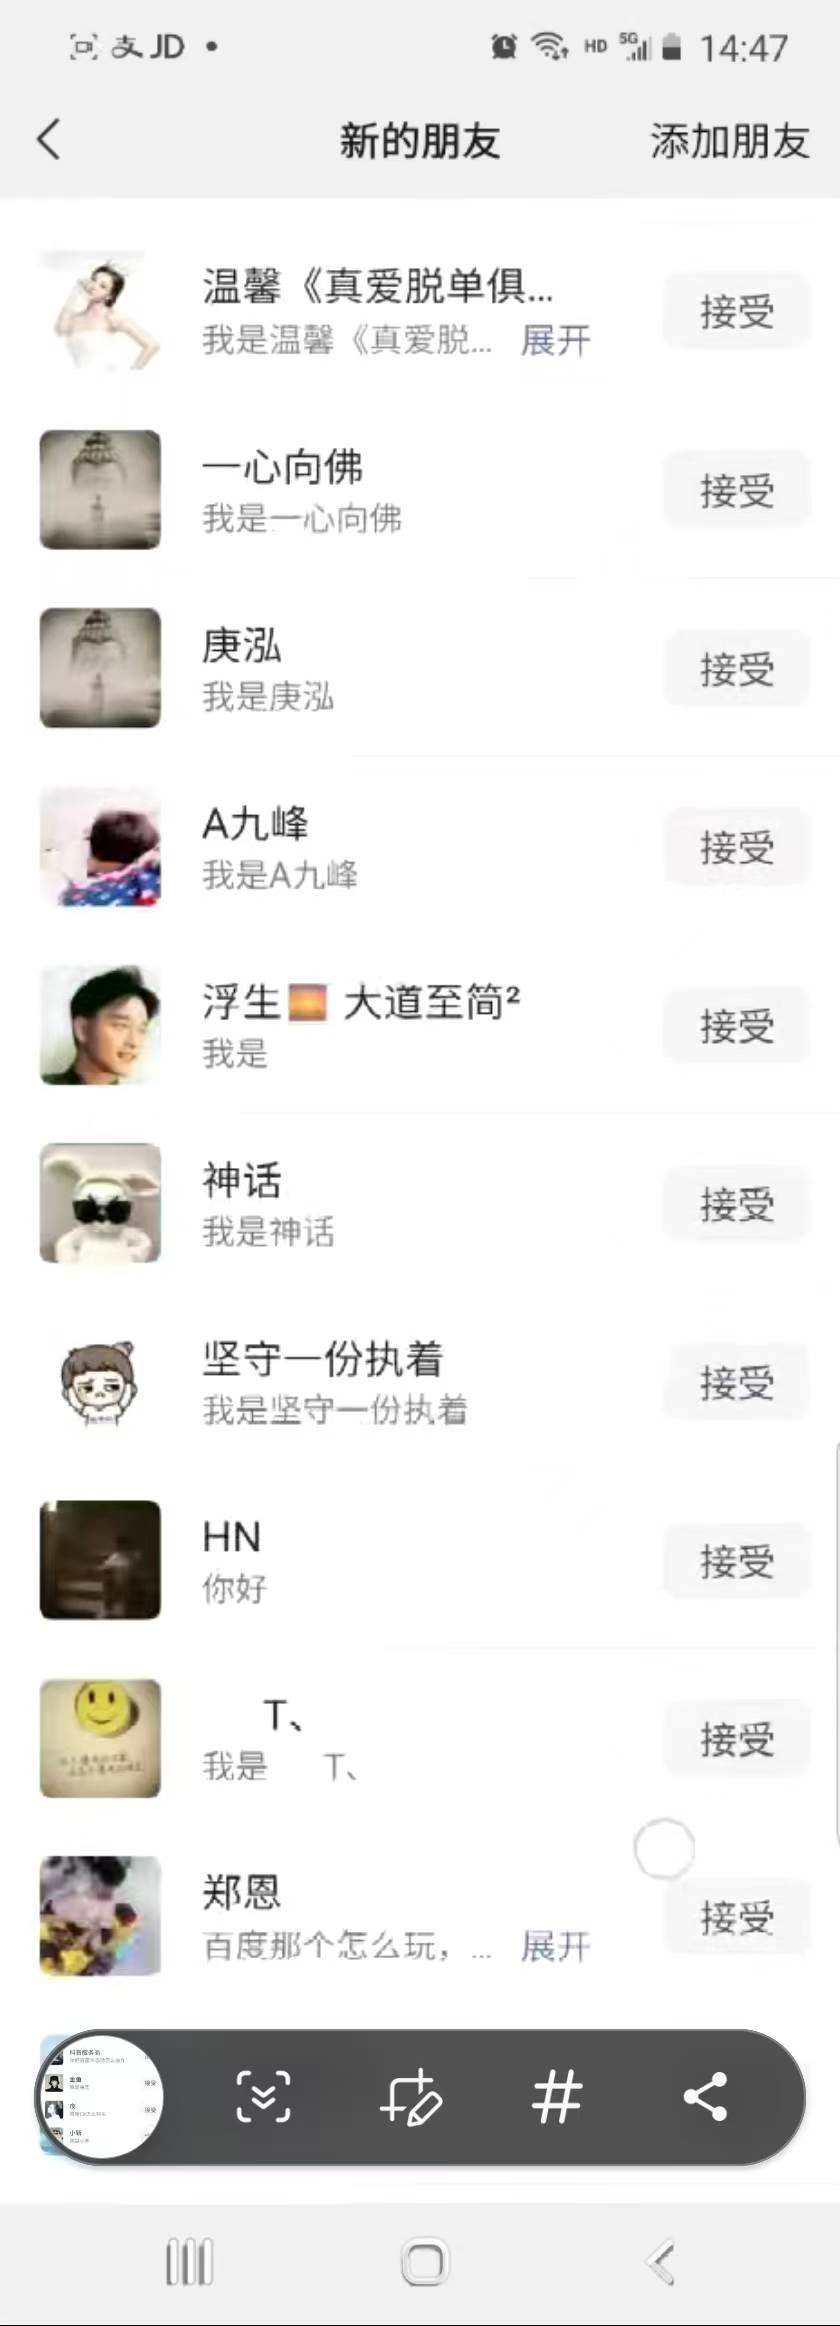 支 JD • HD 5G 14:47
新的朋友 添加朋友
温馨《真爱脱单俱...
我是温馨《真爱脱... 展开
接受
一心向佛
我是一心向佛
接受
庚泓
我是庚泓
接受
A九峰
我是A九峰
接受
浮生🌅 大道至简²
我是
接受
神话
我是神话
接受
坚守一份执着
我是坚守一份执着
接受
HN
你好
接受
T、
我是 T、
接受
郑恩
百度那个怎么玩，... 展开
接受
#